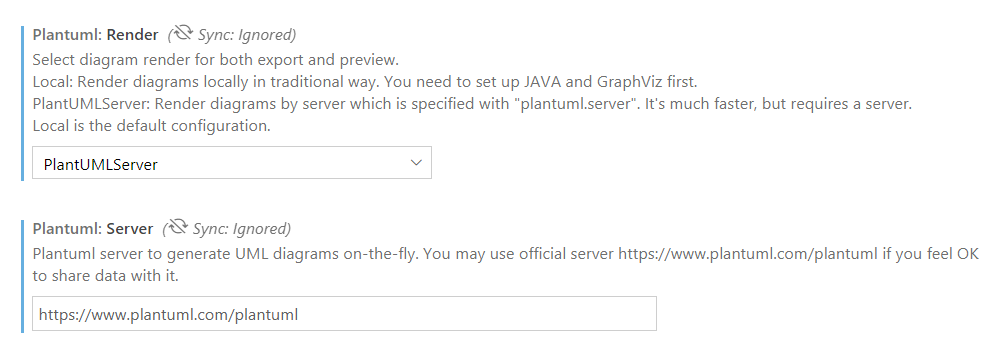 Plantuml: Render (Sync: Ignored)
Select diagram render for both export and preview.
Local: Render diagrams locally in traditional way. You need to set up JAVA and GraphViz first.
PlantUMLServer: Render diagrams by server which is specified with "plantuml.server". It's much faster, but requires a server.
Local is the default configuration.
PlantUMLServer
Plantuml: Server (Sync: Ignored)
Plantuml server to generate UML diagrams on-the-fly. You may use official server https://www.plantuml.com/plantuml if you feel OK
to share data with it.
https://www.plantuml.com/plantuml